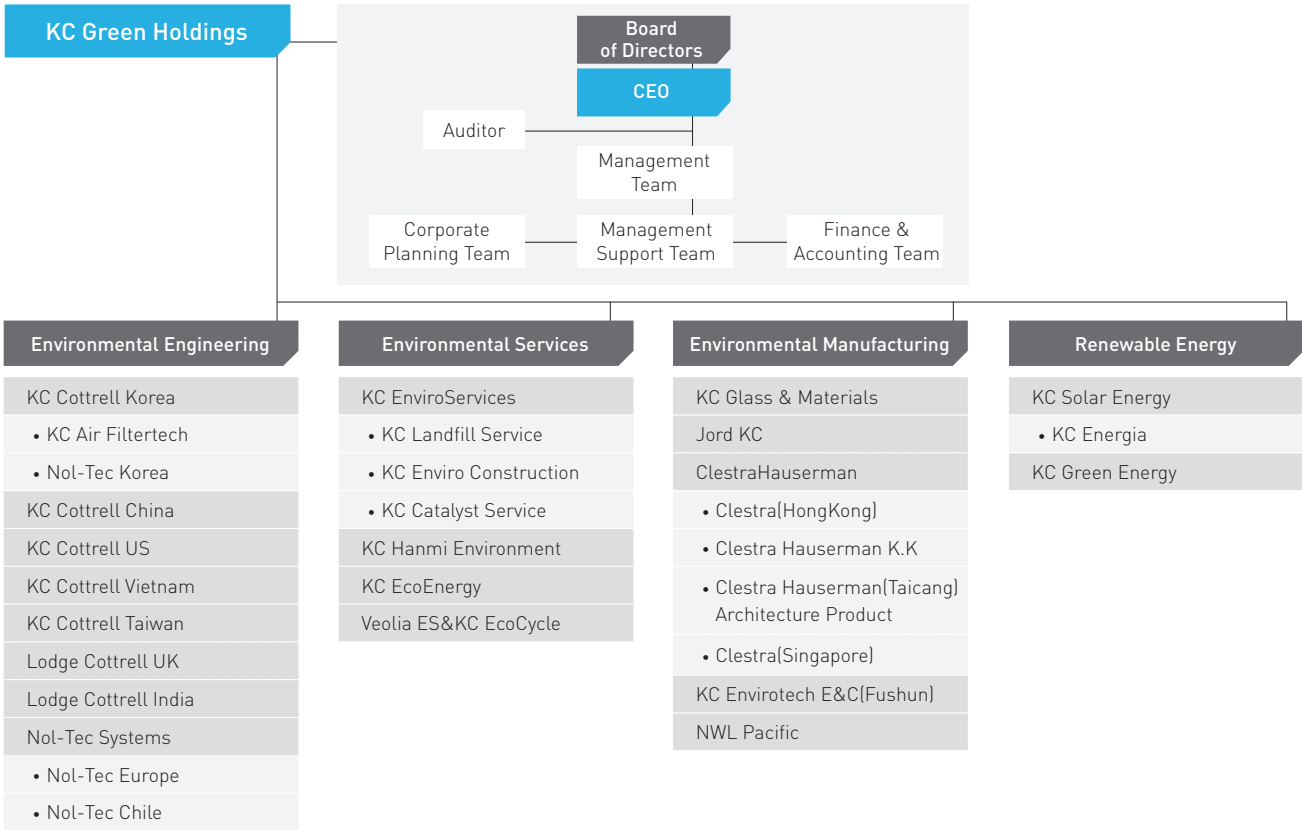 KC Green Holdings
Board
of Directors
CEO
Auditor
Management
Team
Corporate
Planning Team
Management
Support Team
Finance &
Accounting Team
Environmental Engineering
KC Cottrell Korea
• KC Air Filtertech
• Nol-Tec Korea
KC Cottrell China
KC Cottrell US
KC Cottrell Vietnam
KC Cottrell Taiwan
Lodge Cottrell UK
Lodge Cottrell India
Nol-Tec Systems
• Nol-Tec Europe
• Nol-Tec Chile
Environmental Services
KC EnviroServices
• KC Landfill Service
• KC Enviro Construction
• KC Catalyst Service
KC Hanmi Environment
KC EcoEnergy
Veolia ES&KC EcoCycle
Environmental Manufacturing
KC Glass & Materials
Jord KC
ClestraHauserman
• Clestra(HongKong)
• Clestra Hauserman K.K
• Clestra Hauserman(Taicang)
Architecture Product
• Clestra(Singapore)
KC Envirotech E&C(Fushun)
NWL Pacific
Renewable Energy
KC Solar Energy
• KC Energia
KC Green Energy